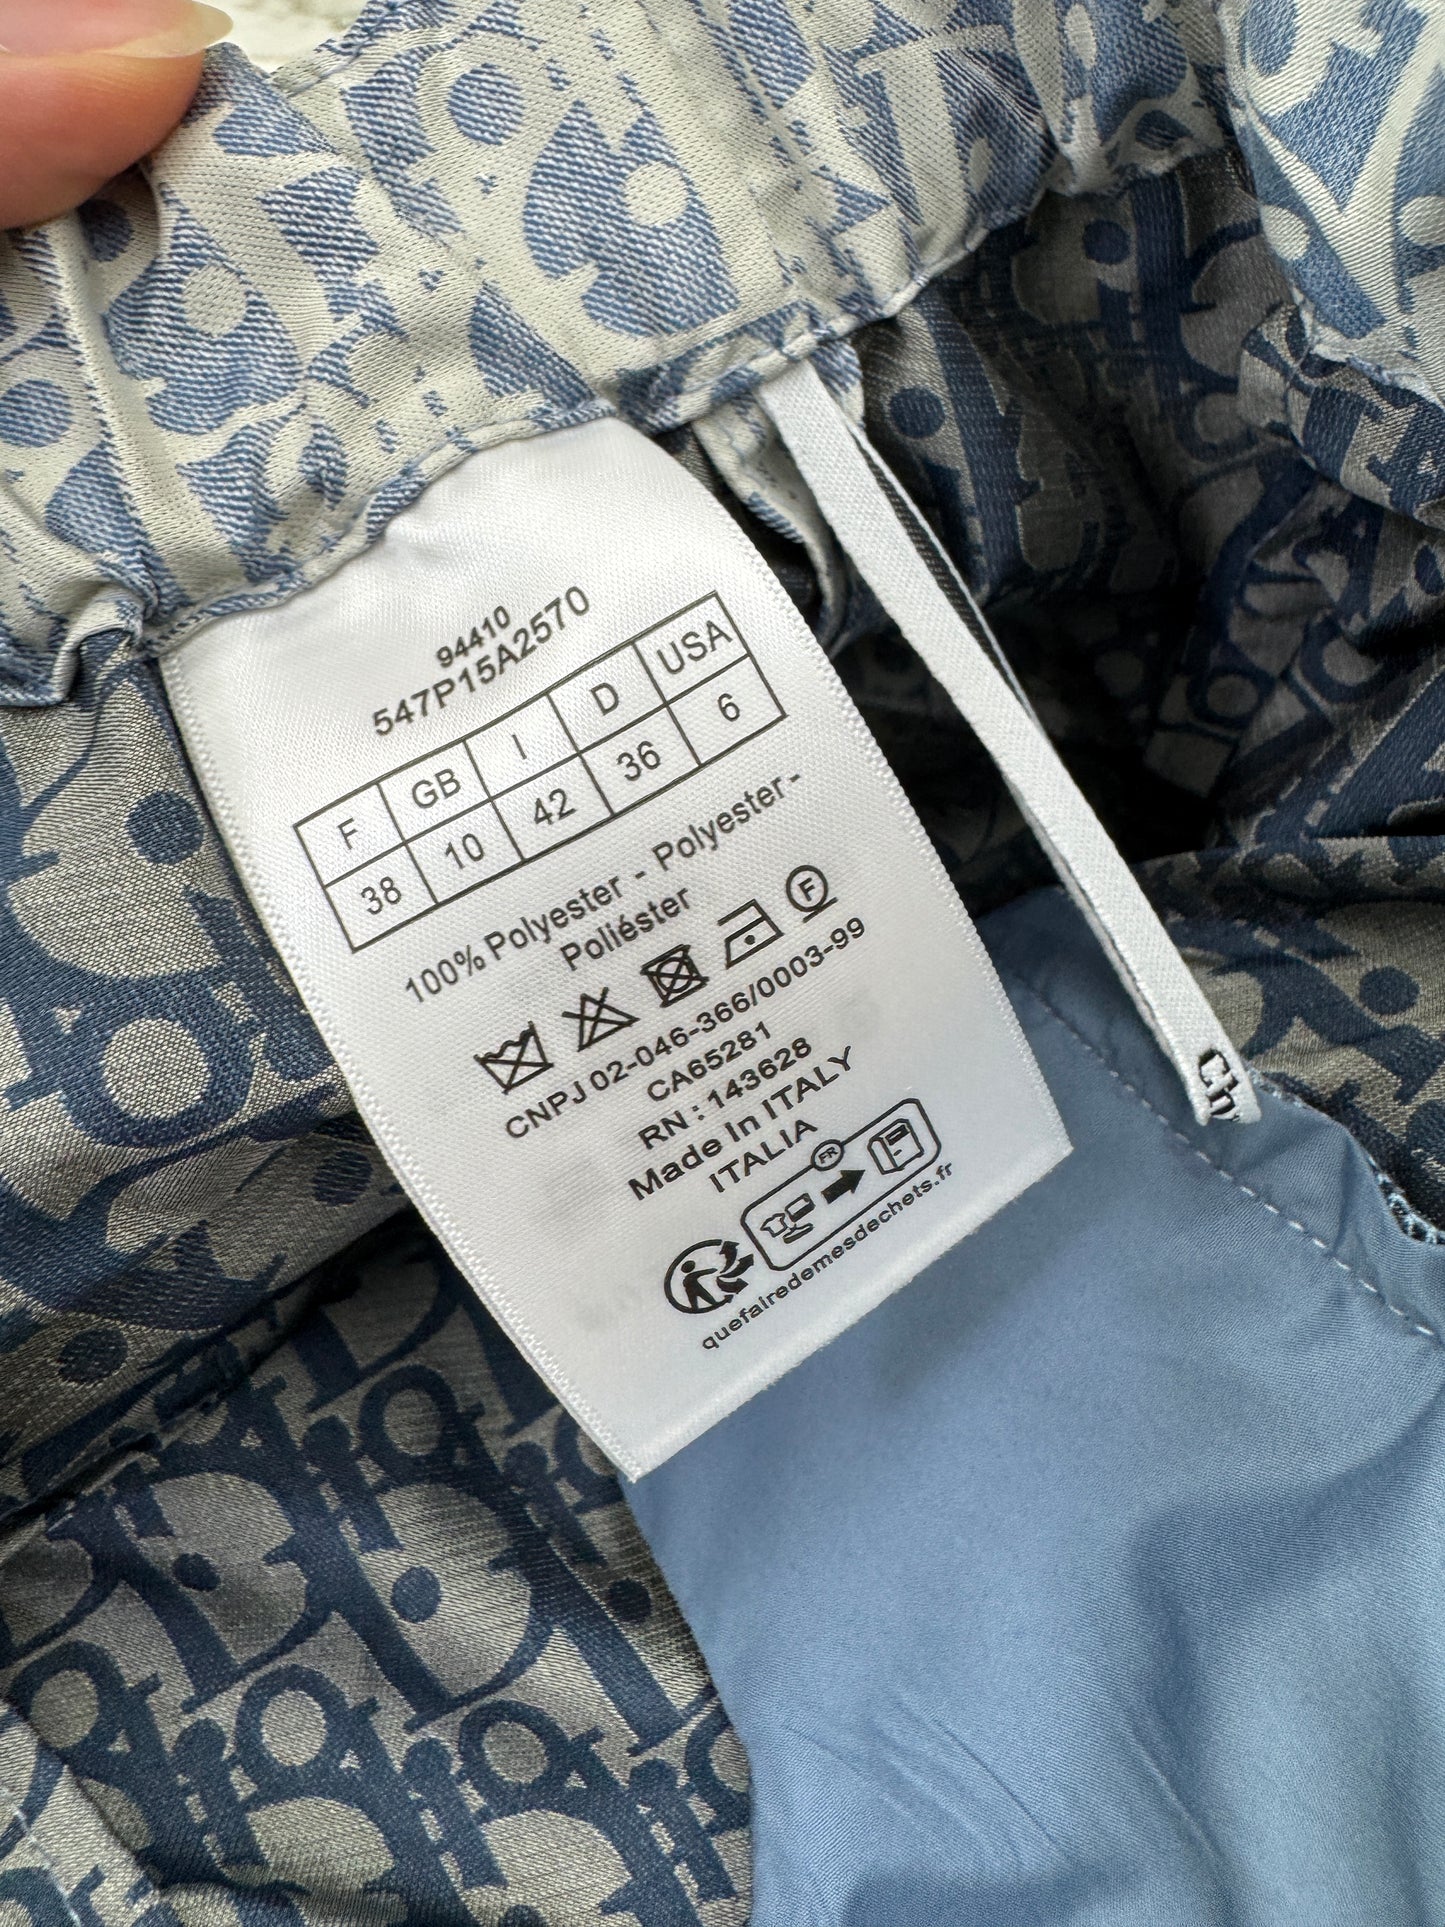 94410
547P15A2570
F GB I D USA
38 10 42 36 6
100% Polyester - Polyester-
Poliéster
F
CNPJ 02-046-366/0003-99
CA65281
RN : 143628
Made In ITALY
ITALIA
FR
quefairedemesdechets.fr